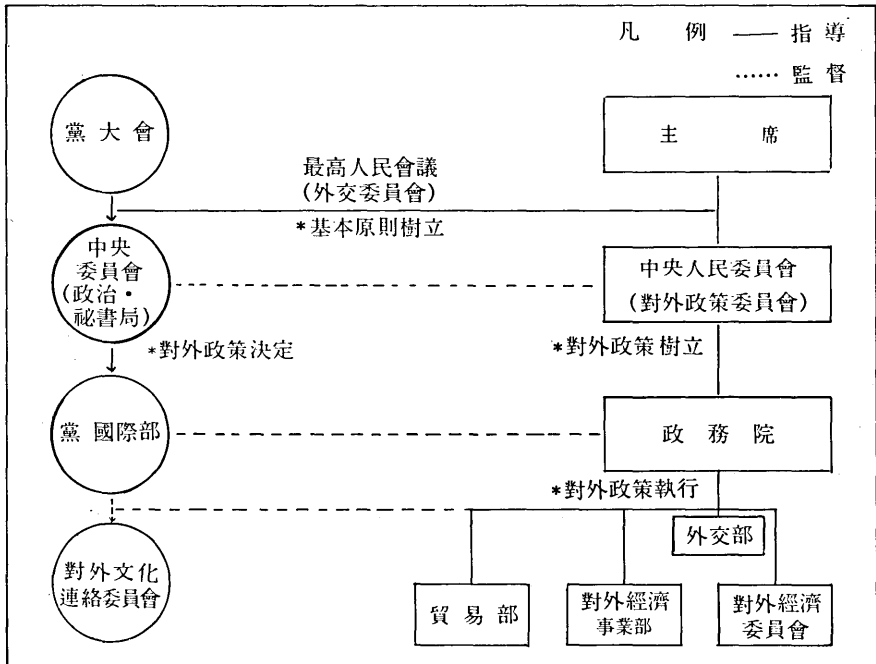 凡 例 —— 指導
…… 監督
黨大會
主席
最高人民會議
(外交委員會)
*基本原則樹立
中央
委員會
(政治・
祕書局)
中央人民委員會
(對外政策委員會)
*對外政策決定
*對外政策樹立
黨國際部
政務院
*對外政策執行
外交部
對外文化
連絡委員會
貿易部
對外經濟
事業部
對外經濟
委員會